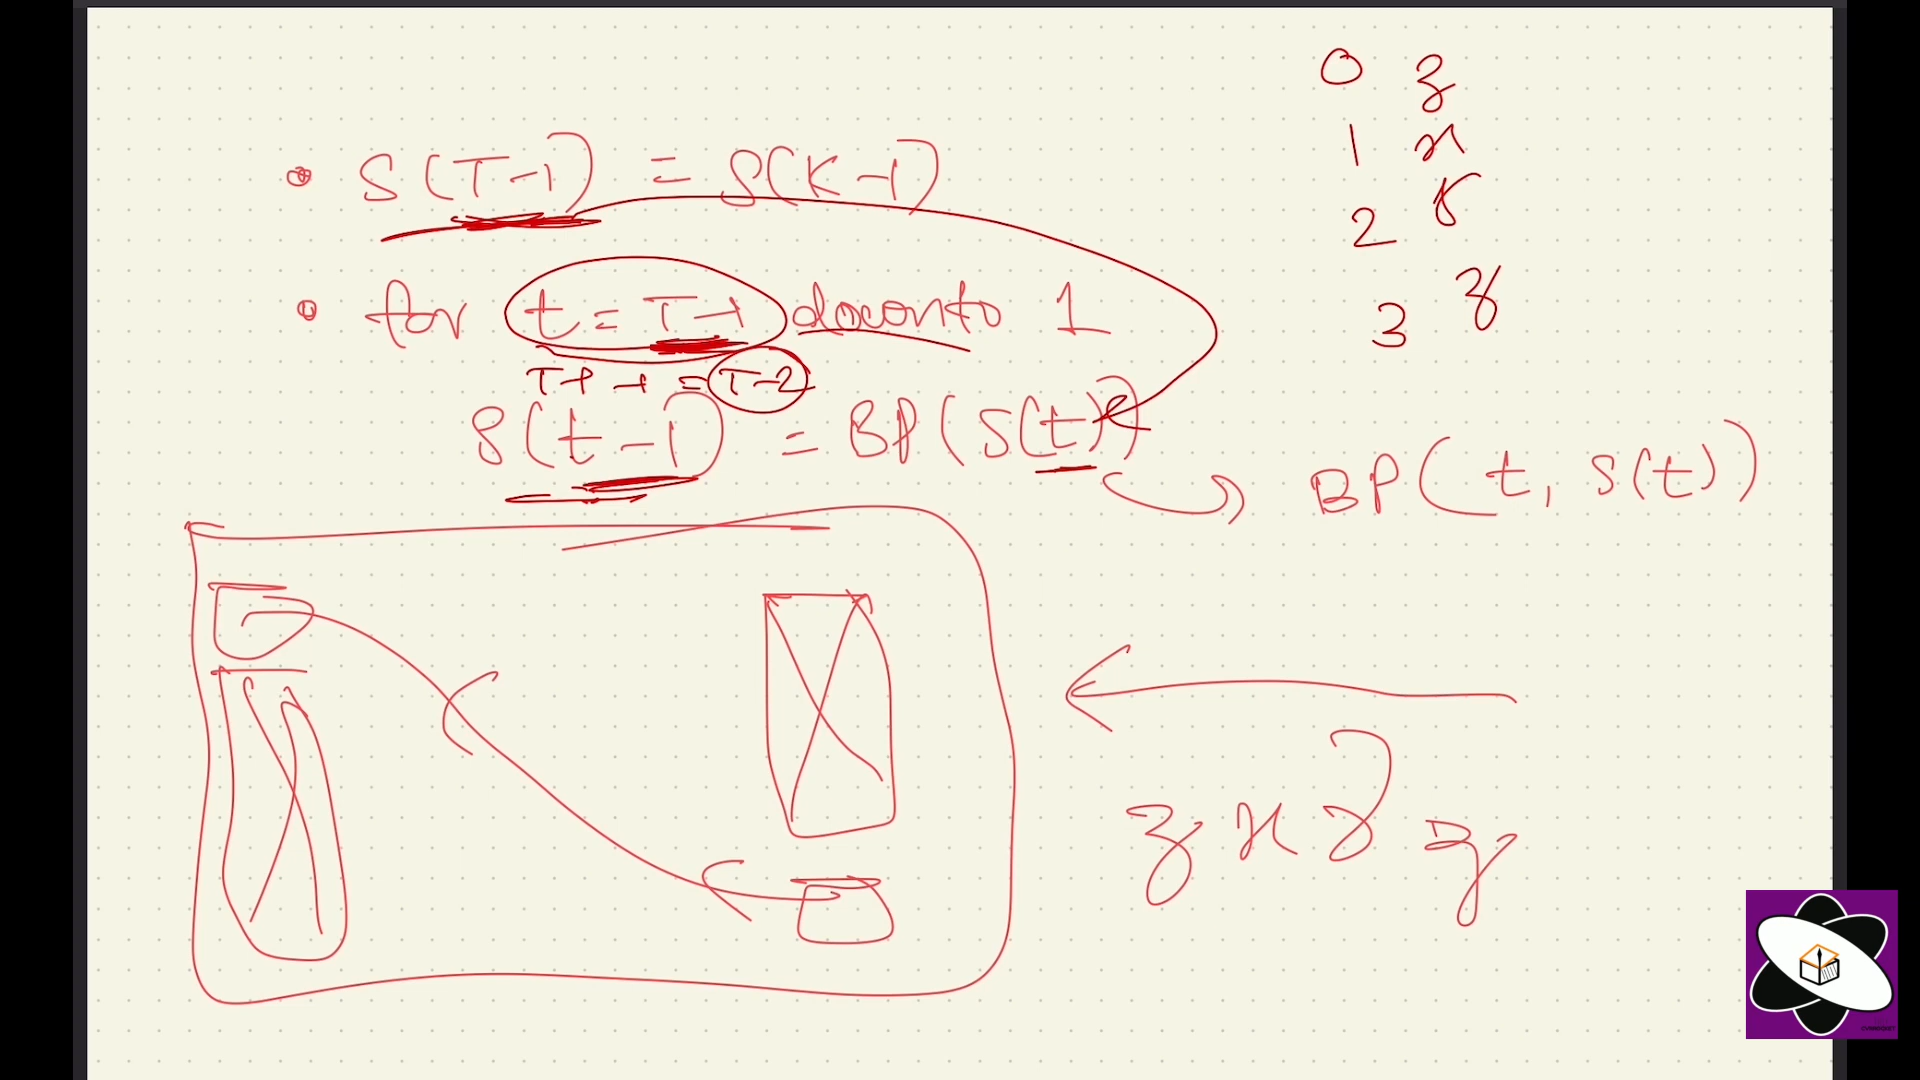 S(T-1) = S(K-1)
for t = T-1 downto 1
T-1 -1 = T-2
S(t-1) = BP(S(t))
BP(t, S(t))
0 z
1 x
2 γ
3 z
z x γ z